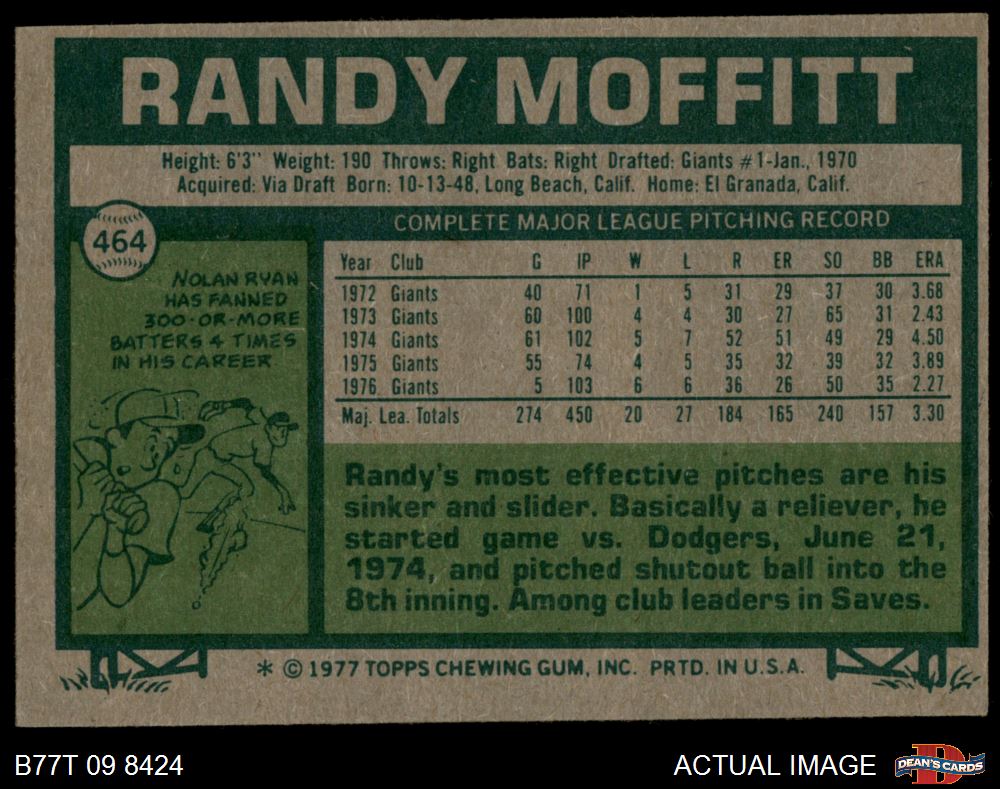 RANDY MOFFITT
Height: 6'3" Weight: 190 Throws: Right Bats: Right Drafted: Giants #1-Jan., 1970
Acquired: Via Draft Born: 10-13-48, Long Beach, Calif. Home: El Granada, Calif.
464
NOLAN RYAN
HAS FANNED
300-OR-MORE
BATTERS 4 TIMES
IN HIS CAREER
COMPLETE MAJOR LEAGUE PITCHING RECORD
Year Club G IP W L R ER SO BB ERA
1972 Giants 40 71 1 5 31 29 37 30 3.68
1973 Giants 60 100 4 4 30 27 65 31 2.43
1974 Giants 61 102 5 7 52 51 49 29 4.50
1975 Giants 55 74 4 5 35 32 39 32 3.89
1976 Giants 5 103 6 6 36 26 50 35 2.27
Maj. Lea. Totals 274 450 20 27 184 165 240 157 3.30
Randy's most effective pitches are his
sinker and slider. Basically a reliever, he
started game vs. Dodgers, June 21,
1974, and pitched shutout ball into the
8th inning. Among club leaders in Saves.
* © 1977 TOPPS CHEWING GUM, INC. PRTD. IN U.S.A.
B77T 09 8424
ACTUAL IMAGE
DEAN'S CARDS